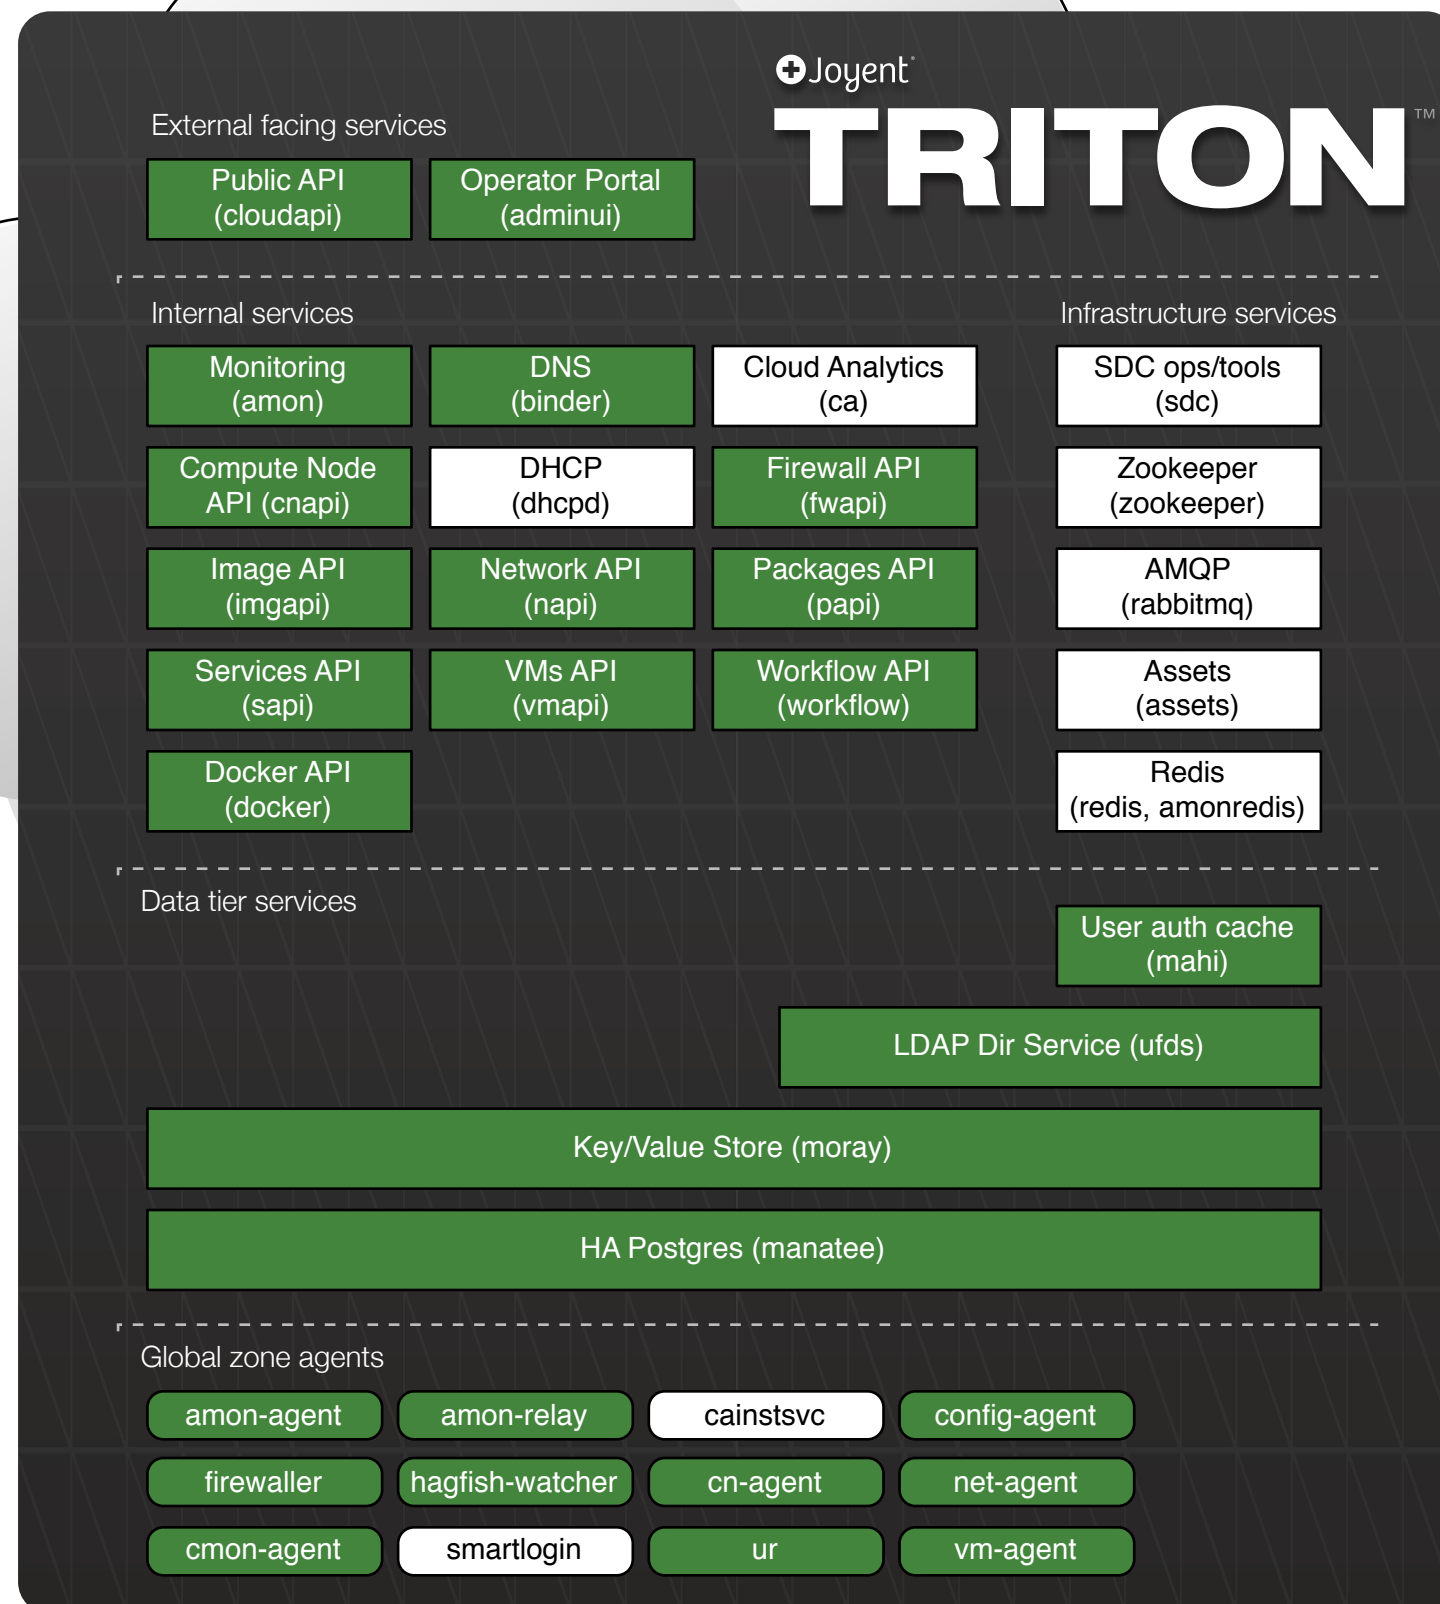 Joyent
TRITON™
External facing services
Public API
(cloudapi)
Operator Portal
(adminui)
Internal services
Monitoring
(amon)
DNS
(binder)
Cloud Analytics
(ca)
Compute Node
API (cnapi)
DHCP
(dhcpd)
Firewall API
(fwapi)
Image API
(imgapi)
Network API
(napi)
Packages API
(papi)
Services API
(sapi)
VMs API
(vmapi)
Workflow API
(workflow)
Docker API
(docker)
Infrastructure services
SDC ops/tools
(sdc)
Zookeeper
(zookeeper)
AMQP
(rabbitmq)
Assets
(assets)
Redis
(redis, amonredis)
Data tier services
User auth cache
(mahi)
LDAP Dir Service (ufds)
Key/Value Store (moray)
HA Postgres (manatee)
Global zone agents
amon-agent
amon-relay
cainstsvc
config-agent
firewaller
hagfish-watcher
cn-agent
net-agent
cmon-agent
smartlogin
ur
vm-agent